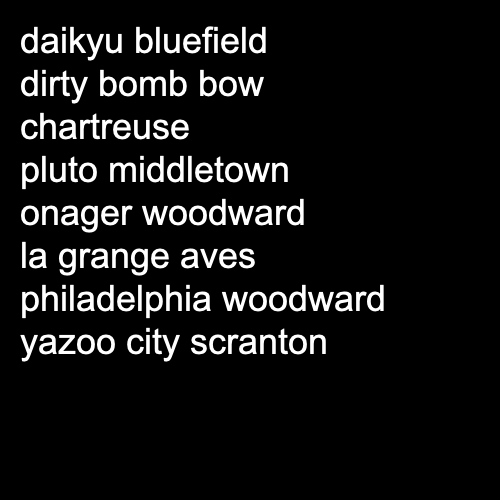 daikyu bluefield
dirty bomb bow
chartreuse
pluto middletown
onager woodward
la grange aves
philadelphia woodward
yazoo city scranton